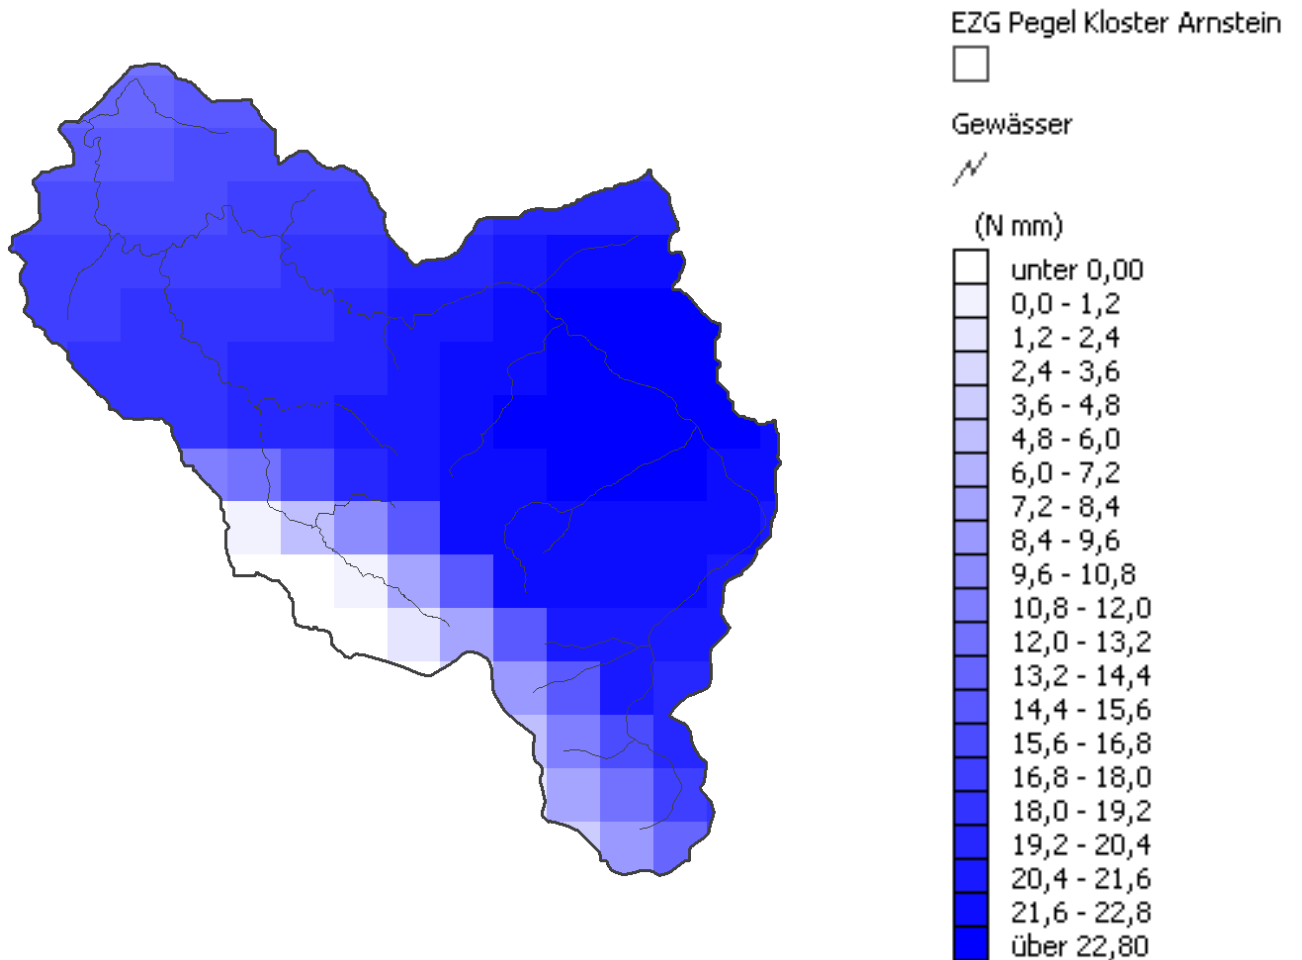 EZG Pegel Kloster Arnstein
Gewässer
(N mm)
unter 0,00
0,0 - 1,2
1,2 - 2,4
2,4 - 3,6
3,6 - 4,8
4,8 - 6,0
6,0 - 7,2
7,2 - 8,4
8,4 - 9,6
9,6 - 10,8
10,8 - 12,0
12,0 - 13,2
13,2 - 14,4
14,4 - 15,6
15,6 - 16,8
16,8 - 18,0
18,0 - 19,2
19,2 - 20,4
20,4 - 21,6
21,6 - 22,8
über 22,80